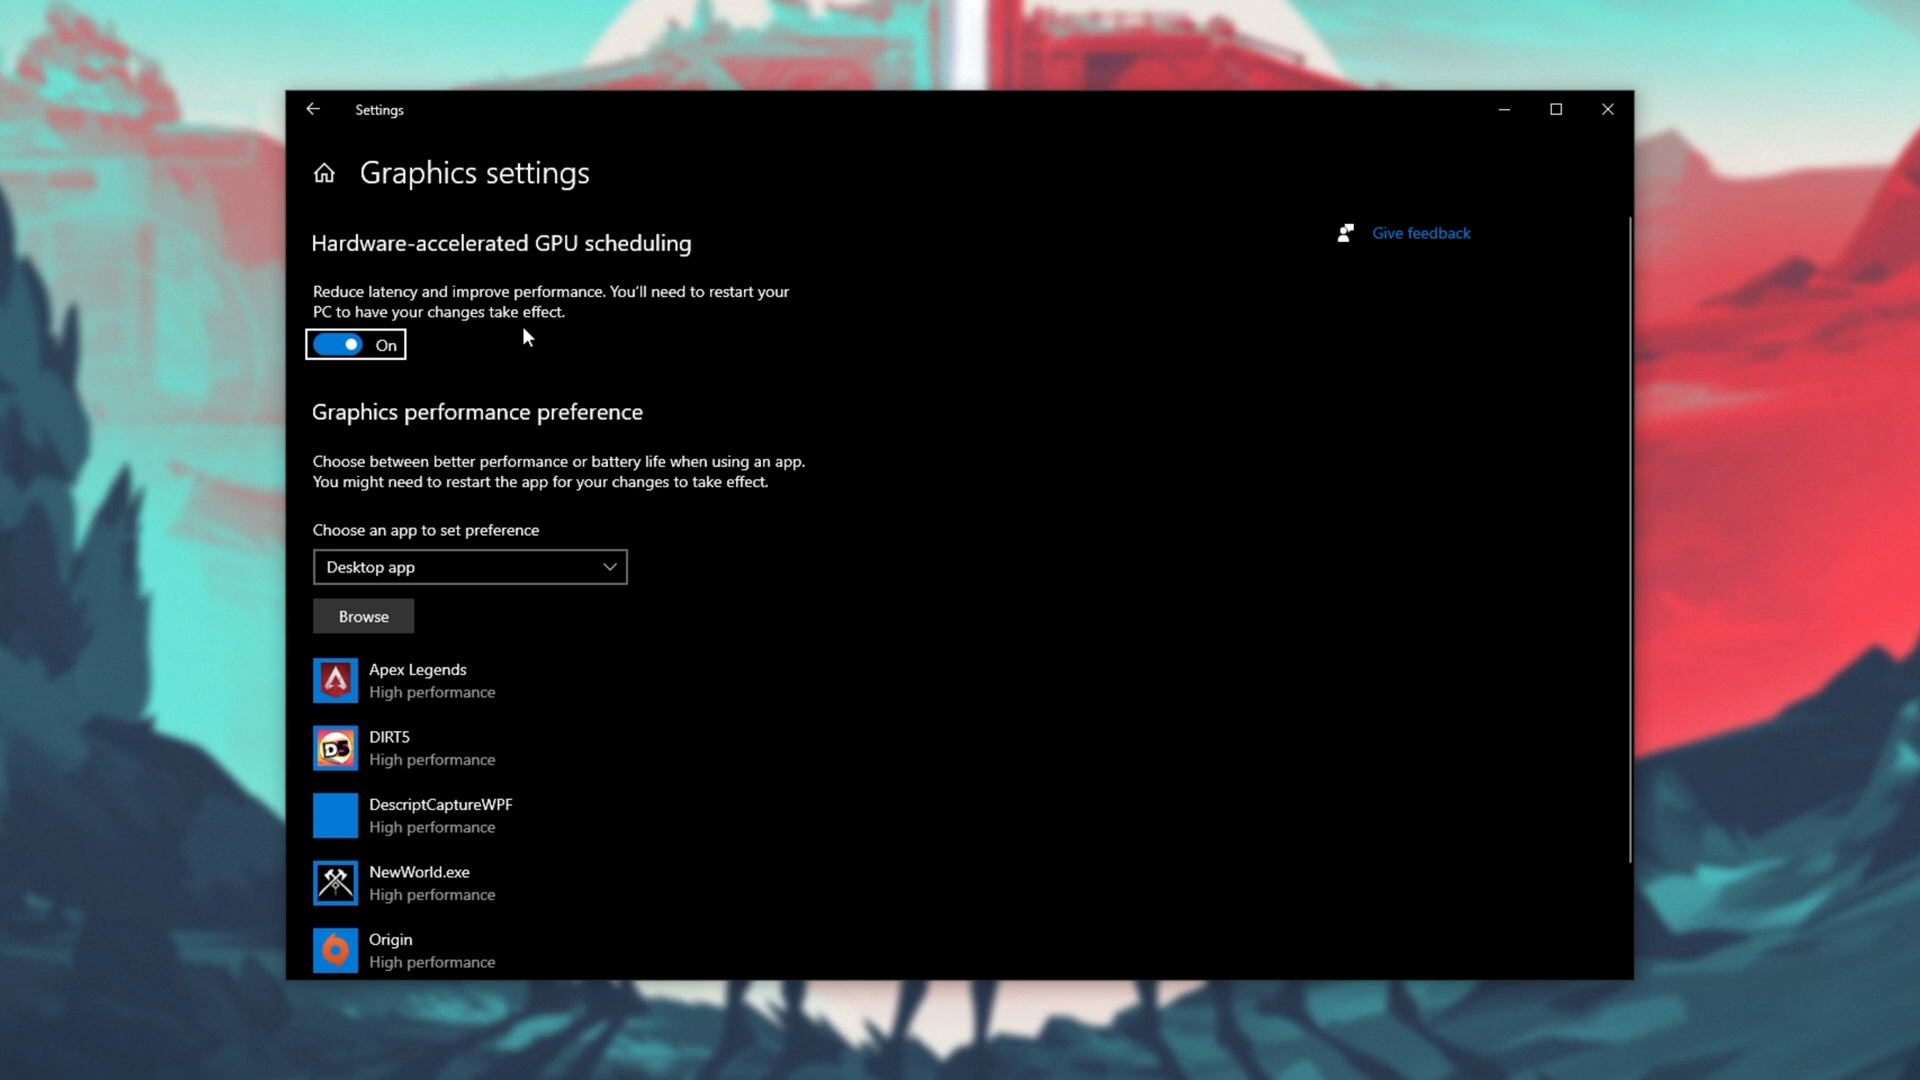 Settings
Graphics settings
Hardware-accelerated GPU scheduling
Give feedback
Reduce latency and improve performance. You'll need to restart your
PC to have your changes take effect.
On
Graphics performance preference
Choose between better performance or battery life when using an app.
You might need to restart the app for your changes to take effect.
Choose an app to set preference
Desktop app
Browse
Apex Legends
High performance
D5
DIRT5
High performance
DescriptCaptureWPF
High performance
NewWorld.exe
High performance
Origin
High performance